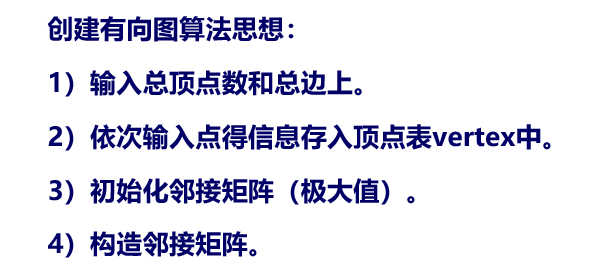 创建有向图算法思想：
1）输入总顶点数和总边上。
2）依次输入点得信息存入顶点表vertex中。
3）初始化邻接矩阵（极大值）。
4）构造邻接矩阵。